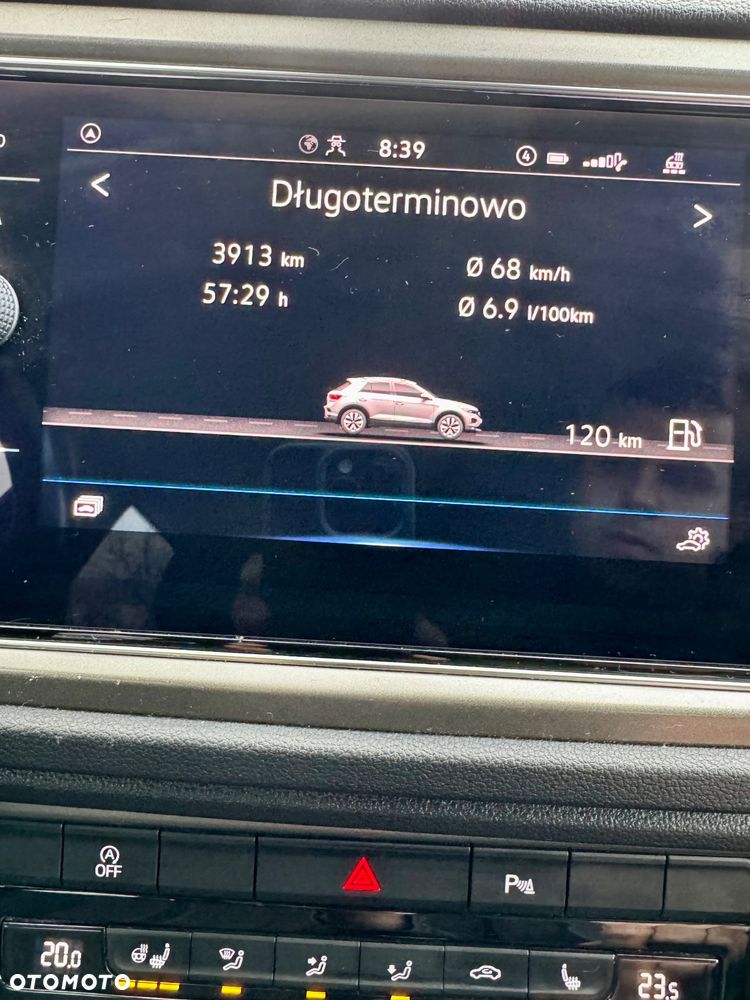 8:39
4
Długoterminowo
3913 km
Ø 68 km/h
57:29 h
Ø 6.9 l/100km
120 km
A
OFF
P
20.0
23.5
OTOMOTO